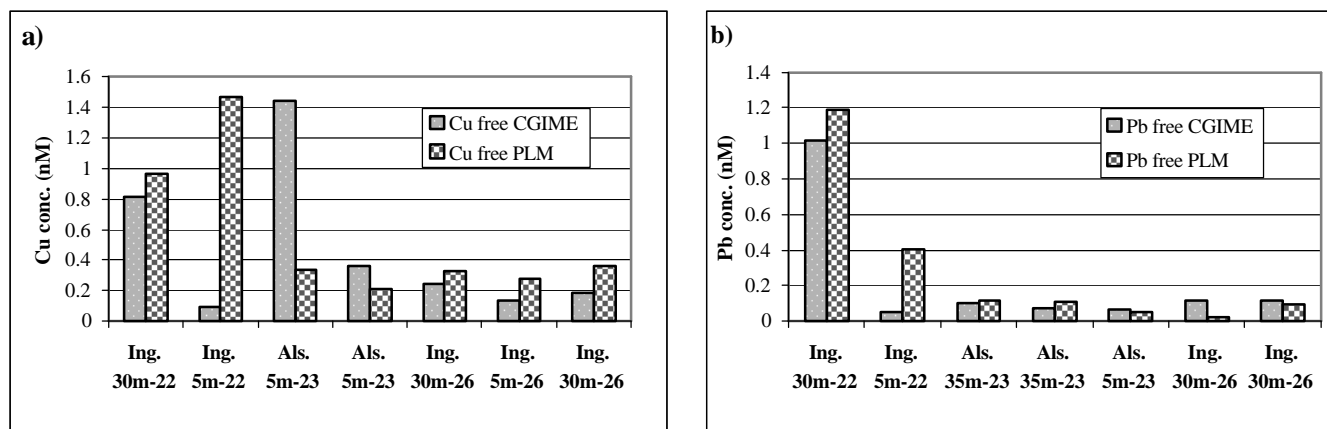 a)
1.6
1.4
1.2
1
0.8
0.6
0.4
0.2
0
Cu conc. (nM)
Cu free CGIME
Cu free PLM
Ing. Ing. Als. Als. Ing. Ing. Ing.
30m-22 5m-22 5m-23 5m-23 30m-26 5m-26 30m-26
b)
1.4
1.2
1
0.8
0.6
0.4
0.2
0
Pb conc. (nM)
Pb free CGIME
Pb free PLM
Ing. Ing. Als. Als. Als. Ing. Ing.
30m-22 5m-22 35m-23 35m-23 5m-23 30m-26 30m-26